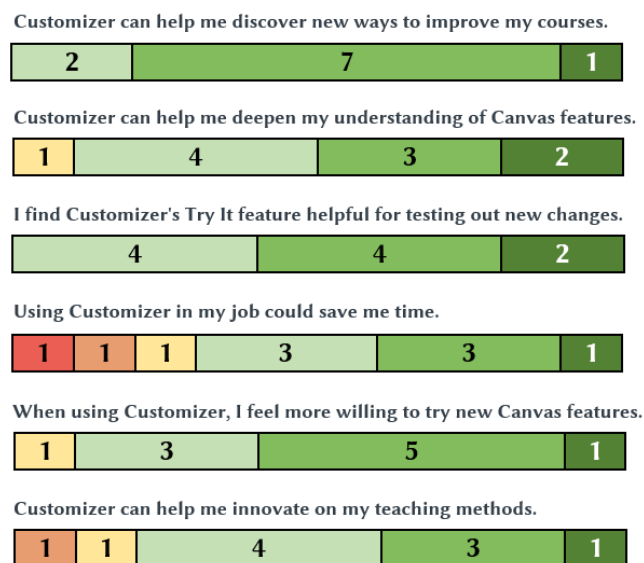 Customizer can help me discover new ways to improve my courses.
2 7 1
Customizer can help me deepen my understanding of Canvas features.
1 4 3 2
I find Customizer's Try It feature helpful for testing out new changes.
4 4 2
Using Customizer in my job could save me time.
1 1 1 3 3 1
When using Customizer, I feel more willing to try new Canvas features.
1 3 5 1
Customizer can help me innovate on my teaching methods.
1 1 4 3 1